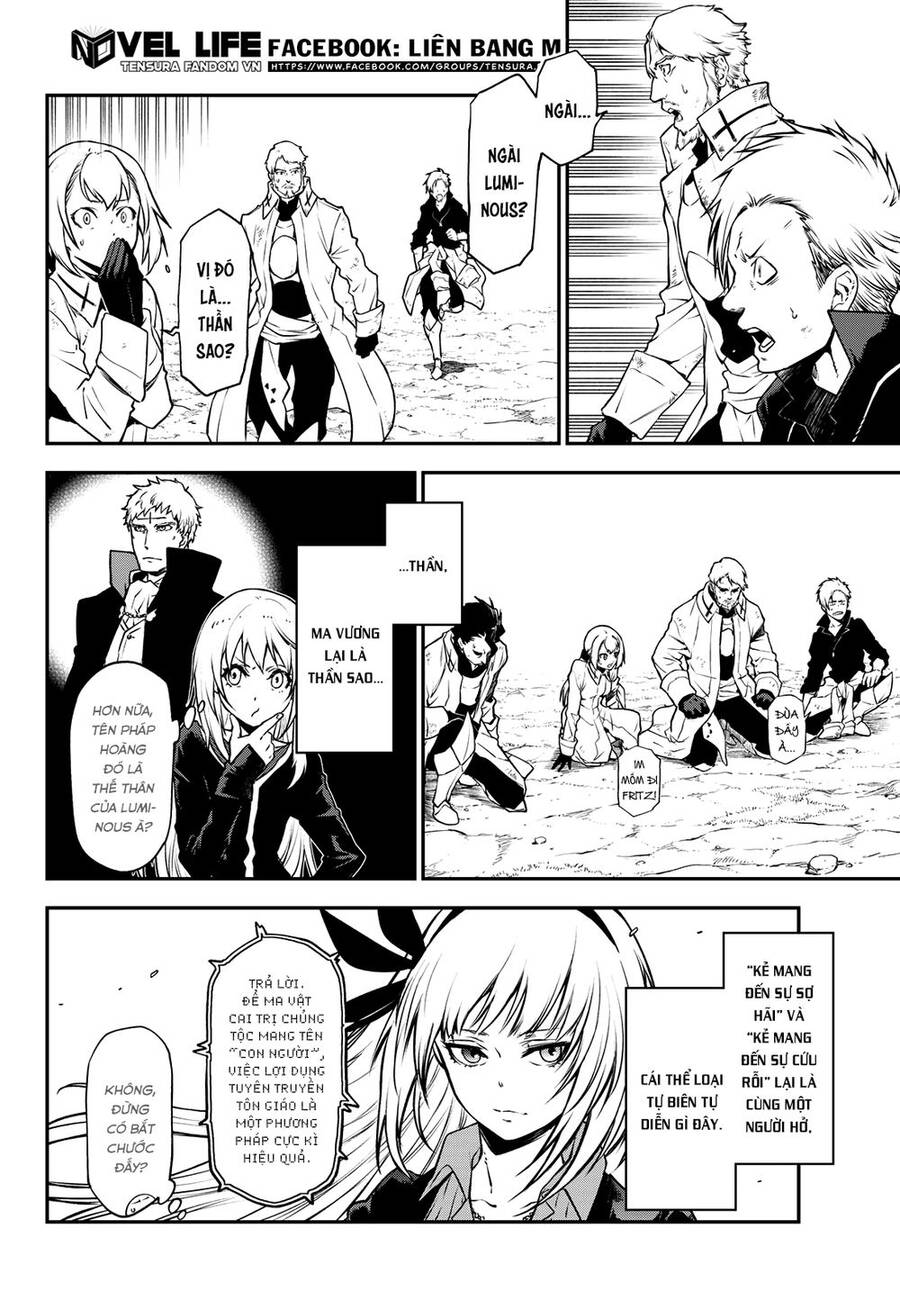 NOVEL LIFE
TENSURA FANDOM VN
FACEBOOK: LIÊN BANG M
HTTPS://WWW.FACEBOOK.COM/GROUPS/TENSURA.
NGÀI...
NGÀI
LUMI-
NOUS?
VỊ ĐÓ
LÀ...
THẦN
SAO?
...THẦN,
MA VƯƠNG
LẠI LÀ
THẦN SAO...
HƠN NỮA,
TÊN PHÁP
HOÀNG
ĐÓ LÀ
THẾ THÂN
CỦA LUMI-
NOUS À?
ĐÙA
ĐẤY
À...
IM
MỒM ĐI
FRITZ!
"KẺ MANG
ĐẾN SỰ SỢ
HÃI" VÀ
"KẺ MANG
ĐẾN SỰ CỨU
RỖI" LẠI LÀ
CÙNG MỘT
NGƯỜI HỞ,
CÁI THỂ LOẠI
TỰ BIÊN TỰ
DIỄN GÌ ĐÂY.
TRẢ LỜI.
ĐỂ MA VẬT
CAI TRỊ CHỦNG
TỘC MANG TÊN
"CON NGƯỜI",
VIỆC LỢI DỤNG
TUYÊN TRUYỀN
TÔN GIÁO LÀ
MỘT PHƯƠNG
PHÁP CỰC KÌ
HIỆU QUẢ.
KHÔNG,
ĐỪNG
CÓ BẮT
CHƯỚC
ĐẤY?